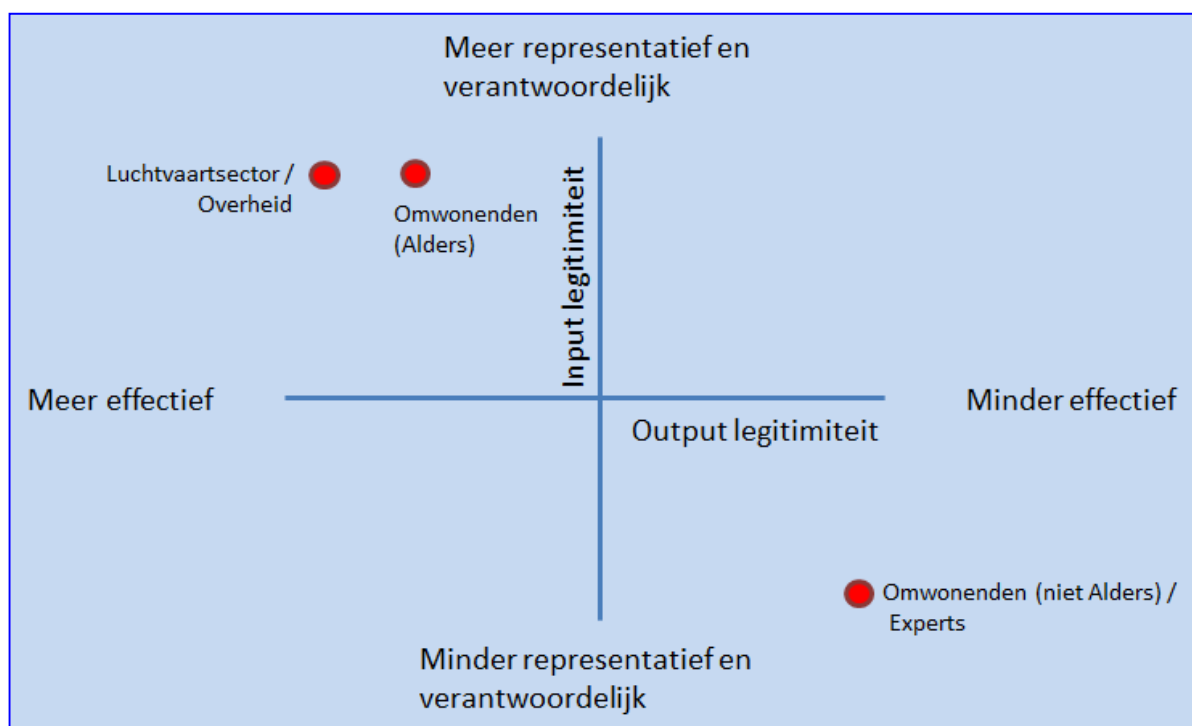 Meer representatief en
verantwoordelijk
Luchtvaartsector /
Overheid
Omwonenden
(Alders)
Input legitimiteit
Meer effectief
Minder effectief
Output legitimiteit
Omwonenden (niet Alders) /
Experts
Minder representatief en
verantwoordelijk